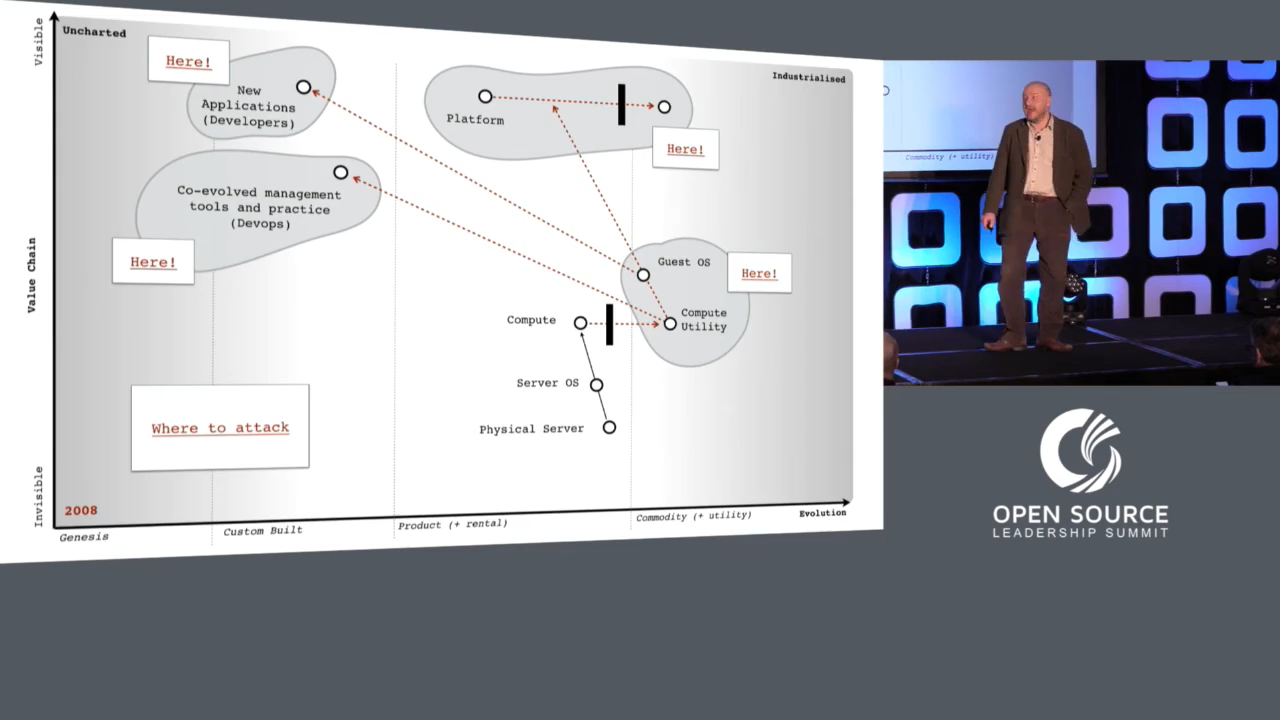 Visible
Uncharted
Industrialised
Here!
New
Applications
(Developers)
Platform
Here!
Co-evolved management
tools and practice
(Devops)
Here!
Value Chain
Guest OS
Here!
Compute
Compute
Utility
Server OS
Physical Server
Where to attack
Invisible
2008
Genesis
Custom Built
Product (+ rental)
Commodity (+ utility)
Evolution
Commodity (+ utility)
OPEN SOURCE
LEADERSHIP SUMMIT